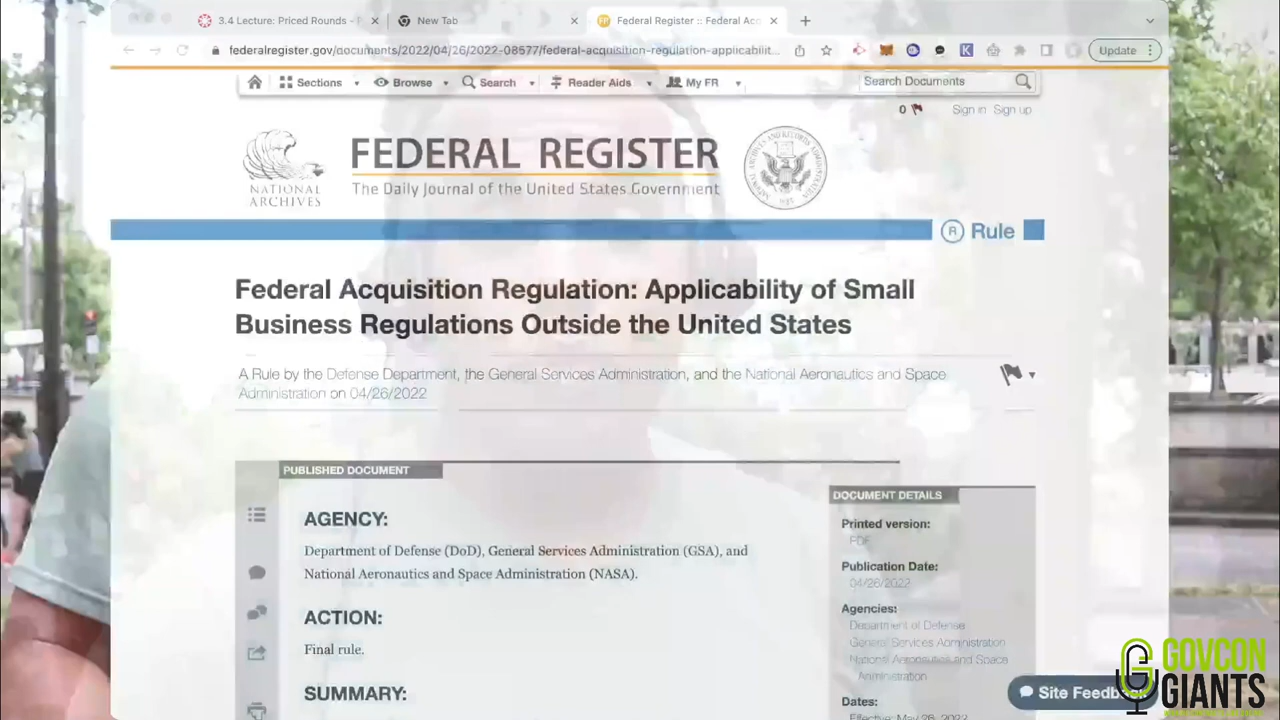 3.4 Lecture: Priced Rounds -
New Tab
Federal Register :: Federal Acc
federalregister.gov/documents/2022/04/26/2022-08577/federal-acquisition-regulation-applicabilit...
Update
Sections
Browse
Search
Reader Aids
My FR
Search Documents
0
Sign in Sign up
NATIONAL
ARCHIVES
FEDERAL REGISTER
The Daily Journal of the United States Government
R Rule
Federal Acquisition Regulation: Applicability of Small
Business Regulations Outside the United States
A Rule by the Defense Department, the General Services Administration, and the National Aeronautics and Space
Administration on 04/26/2022
PUBLISHED DOCUMENT
AGENCY:
Department of Defense (DoD), General Services Administration (GSA), and
National Aeronautics and Space Administration (NASA).
ACTION:
Final rule.
SUMMARY:
DOCUMENT DETAILS
Printed version:
PDF
Publication Date:
04/26/2022
Agencies:
Department of Defense
General Services Administration
National Aeronautics and Space
Administration
Dates:
Effective: May 26, 2022
Site Feedback
GOVCON
GIANTS